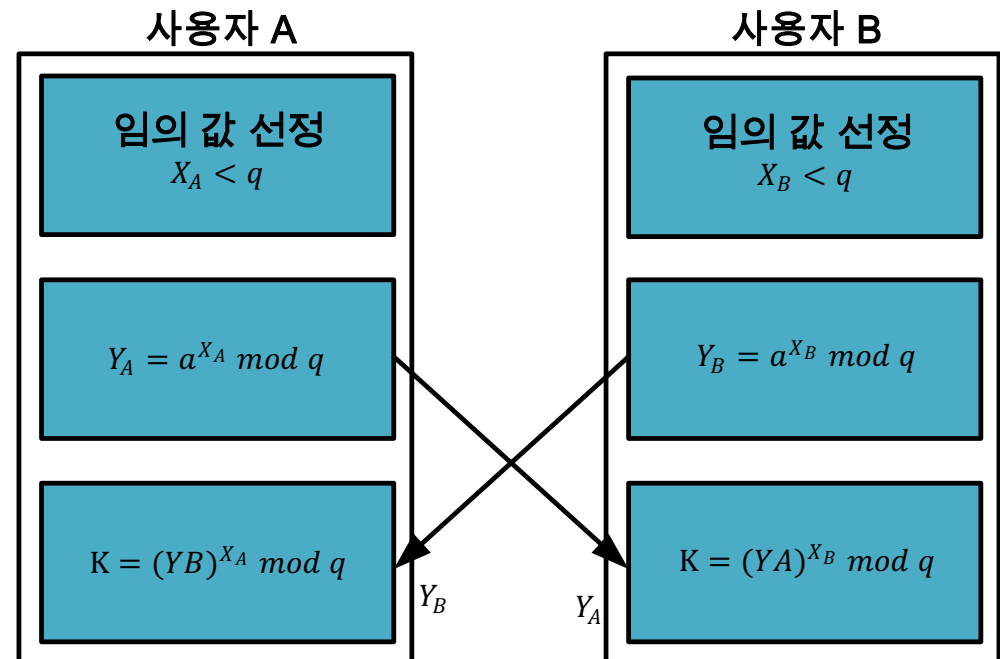 사용자 A
임의 값 선정
X_A < q
Y_A = a^{X_A} mod q
K = (YB)^{X_A} mod q
Y_B
사용자 B
임의 값 선정
X_B < q
Y_B = a^{X_B} mod q
K = (YA)^{X_B} mod q
Y_A